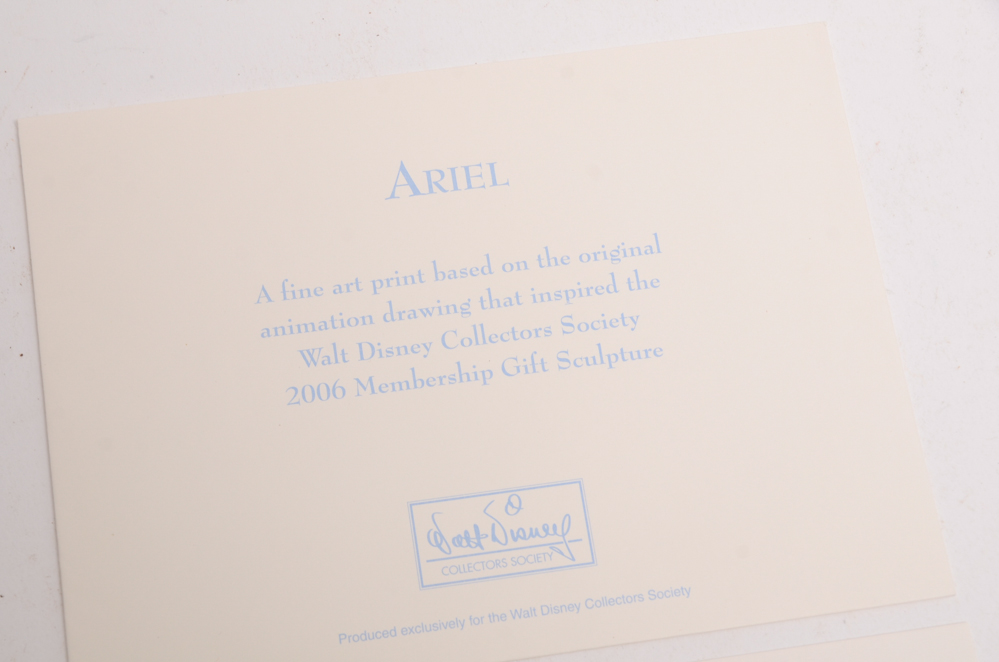 ARIEL
A fine art print based on the original
animation drawing that inspired the
Walt Disney Collectors Society
2006 Membership Gift Sculpture
Walt Disney
COLLECTORS SOCIETY
Produced exclusively for the Walt Disney Collectors Society